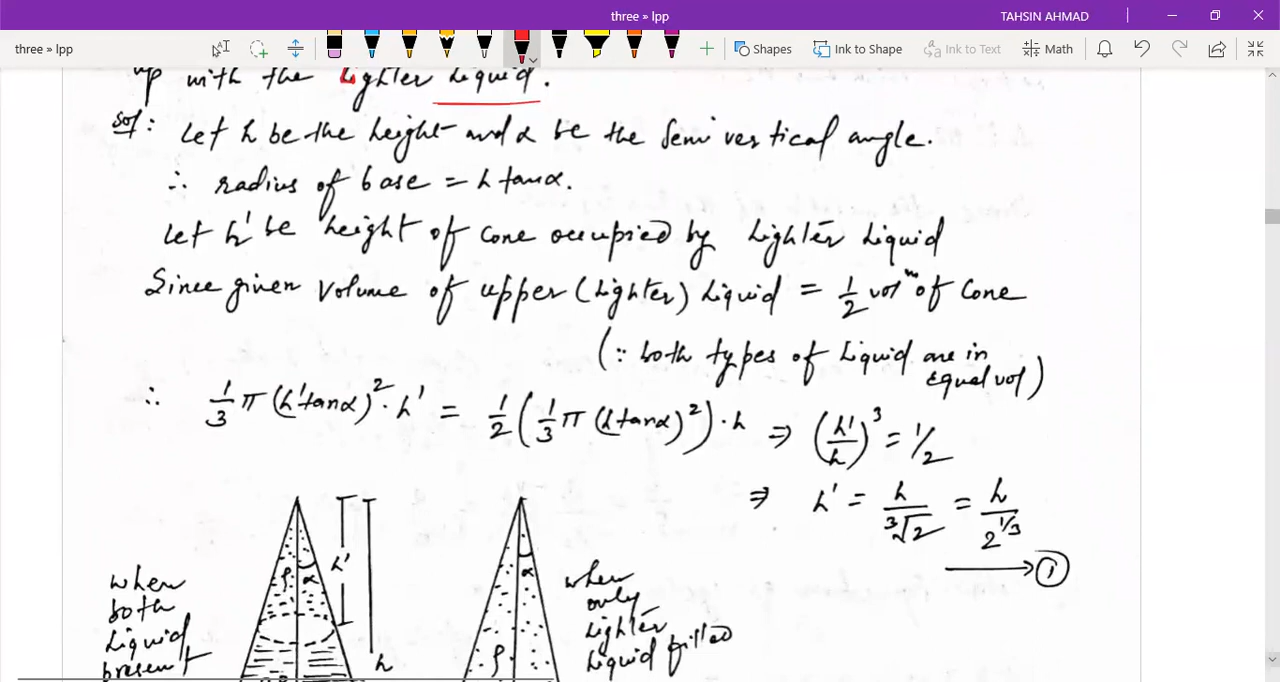 three » lpp
TAHSIN AHMAD
three » lpp
Shapes
Ink to Shape
Ink to Text
Math
up with the Lighter Liquid.
Sol: Let h be the height and α be the semi vertical angle.
∴ radius of base = h tanα.
Let h' be height of cone occupied by Lighter Liquid
Since given volume of upper (Lighter) Liquid = 1/2 volm of Cone
(∵ both types of Liquid are in
Equal vol)
∴ 1/3 π (h'tanα)² · h' = 1/2 (1/3 π (h tanα)²) · h ⇒ (h'/h)³ = 1/2
⇒ h' = h/∛2 = h/2^{1/3}
→ ①
when
both
Liquid
present
ρ α h' h
α ρ
when
only
Lighter
Liquid filled